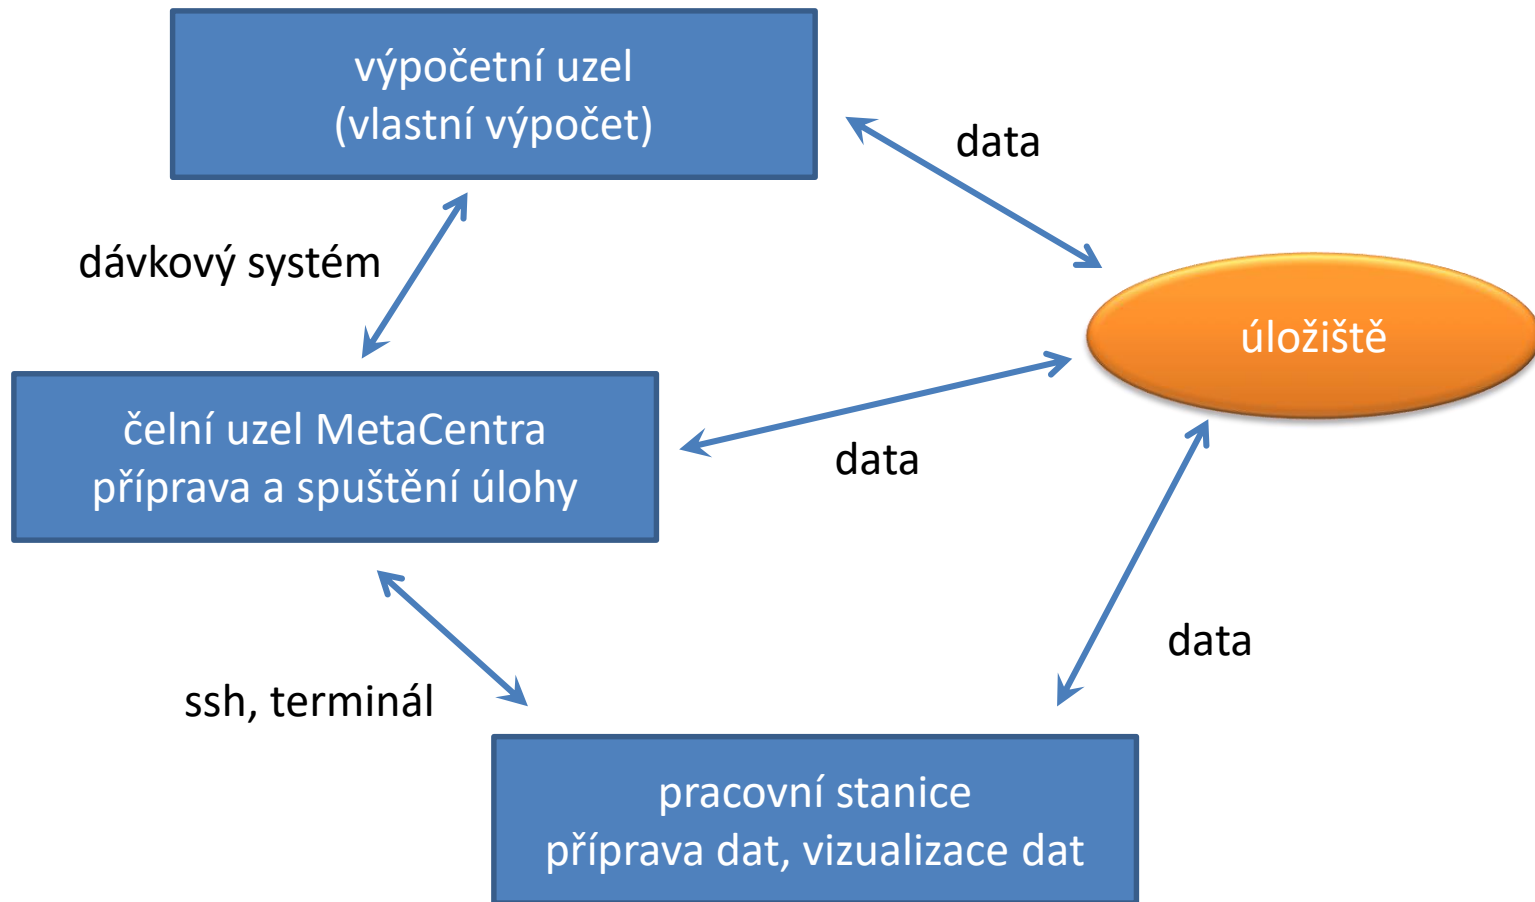 výpočetní uzel
(vlastní výpočet)
data
dávkový systém
úložiště
čelní uzel MetaCentra
příprava a spuštění úlohy
data
data
ssh, terminál
pracovní stanice
příprava dat, vizualizace dat